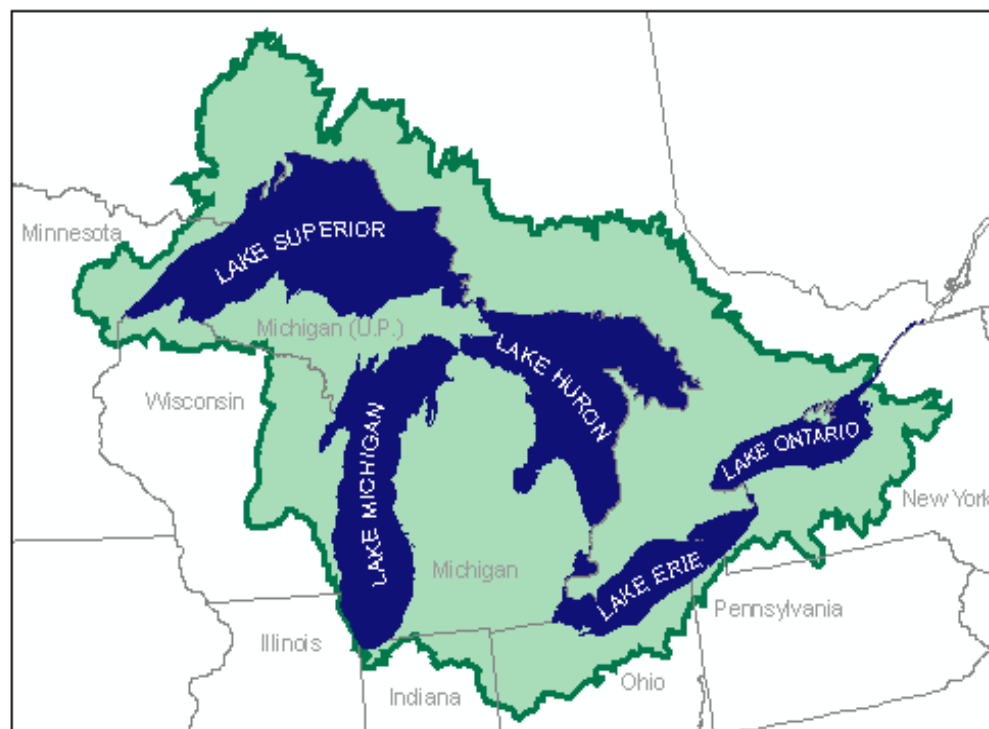 Minnesota
LAKE SUPERIOR
Michigan (U.P.)
LAKE HURON
Wisconsin
LAKE MICHIGAN
LAKE ONTARIO
New York
Michigan
LAKE ERIE
Pennsylvania
Illinois
Ohio
Indiana